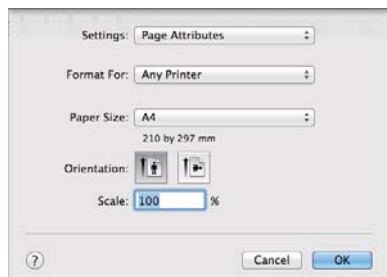 Settings: Page Attributes
Format For: Any Printer
Paper Size: A4
210 by 297 mm
Orientation:
Scale: 100 %
? Cancel OK